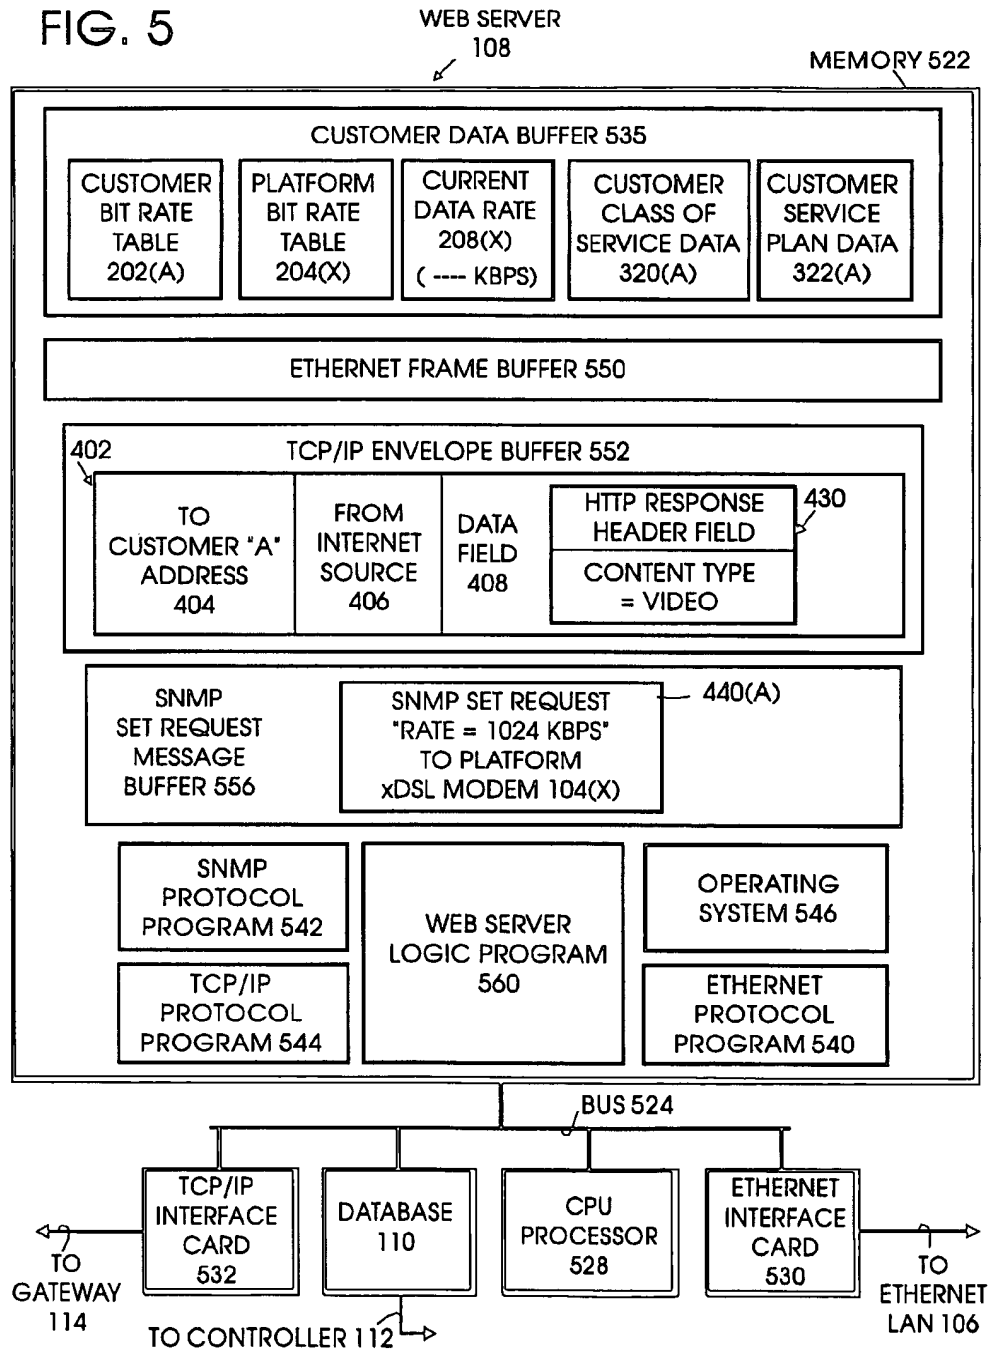 FIG. 5
WEB SERVER
108
MEMORY 522
CUSTOMER DATA BUFFER 535
CUSTOMER
BIT RATE
TABLE
202(A)
PLATFORM
BIT RATE
TABLE
204(X)
CURRENT
DATA RATE
208(X)
( ---- KBPS)
CUSTOMER
CLASS OF
SERVICE DATA
320(A)
CUSTOMER
SERVICE
PLAN DATA
322(A)
ETHERNET FRAME BUFFER 550
402
TCP/IP ENVELOPE BUFFER 552
TO
CUSTOMER "A"
ADDRESS
404
FROM
INTERNET
SOURCE
406
DATA
FIELD
408
HTTP RESPONSE
HEADER FIELD
CONTENT TYPE
= VIDEO
430
SNMP
SET REQUEST
MESSAGE
BUFFER 556
SNMP SET REQUEST
"RATE = 1024 KBPS"
TO PLATFORM
xDSL MODEM 104(X)
440(A)
SNMP
PROTOCOL
PROGRAM 542
TCP/IP
PROTOCOL
PROGRAM 544
WEB SERVER
LOGIC PROGRAM
560
OPERATING
SYSTEM 546
ETHERNET
PROTOCOL
PROGRAM 540
BUS 524
TCP/IP
INTERFACE
CARD
532
DATABASE
110
CPU
PROCESSOR
528
ETHERNET
INTERFACE
CARD
530
TO
GATEWAY
114
TO CONTROLLER 112
TO
ETHERNET
LAN 106